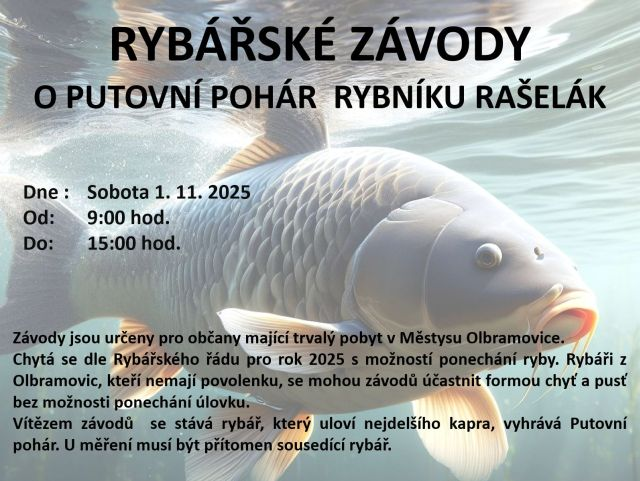 RYBÁŘSKÉ ZÁVODY
O PUTOVNÍ POHÁR RYBNÍKU RAŠELÁK
Dne : Sobota 1. 11. 2025
Od: 9:00 hod.
Do: 15:00 hod.
Závody jsou určeny pro občany mající trvalý pobyt v Městysu Olbramovice.
Chytá se dle Rybářského řádu pro rok 2025 s možností ponechání ryby. Rybáři z
Olbramovic, kteří nemají povolenku, se mohou závodů účastnit formou chyť a pusť
bez možnosti ponechání úlovku.
Vítězem závodů se stává rybář, který uloví nejdelšího kapra, vyhrává Putovní
pohár. U měření musí být přítomen sousedící rybář.